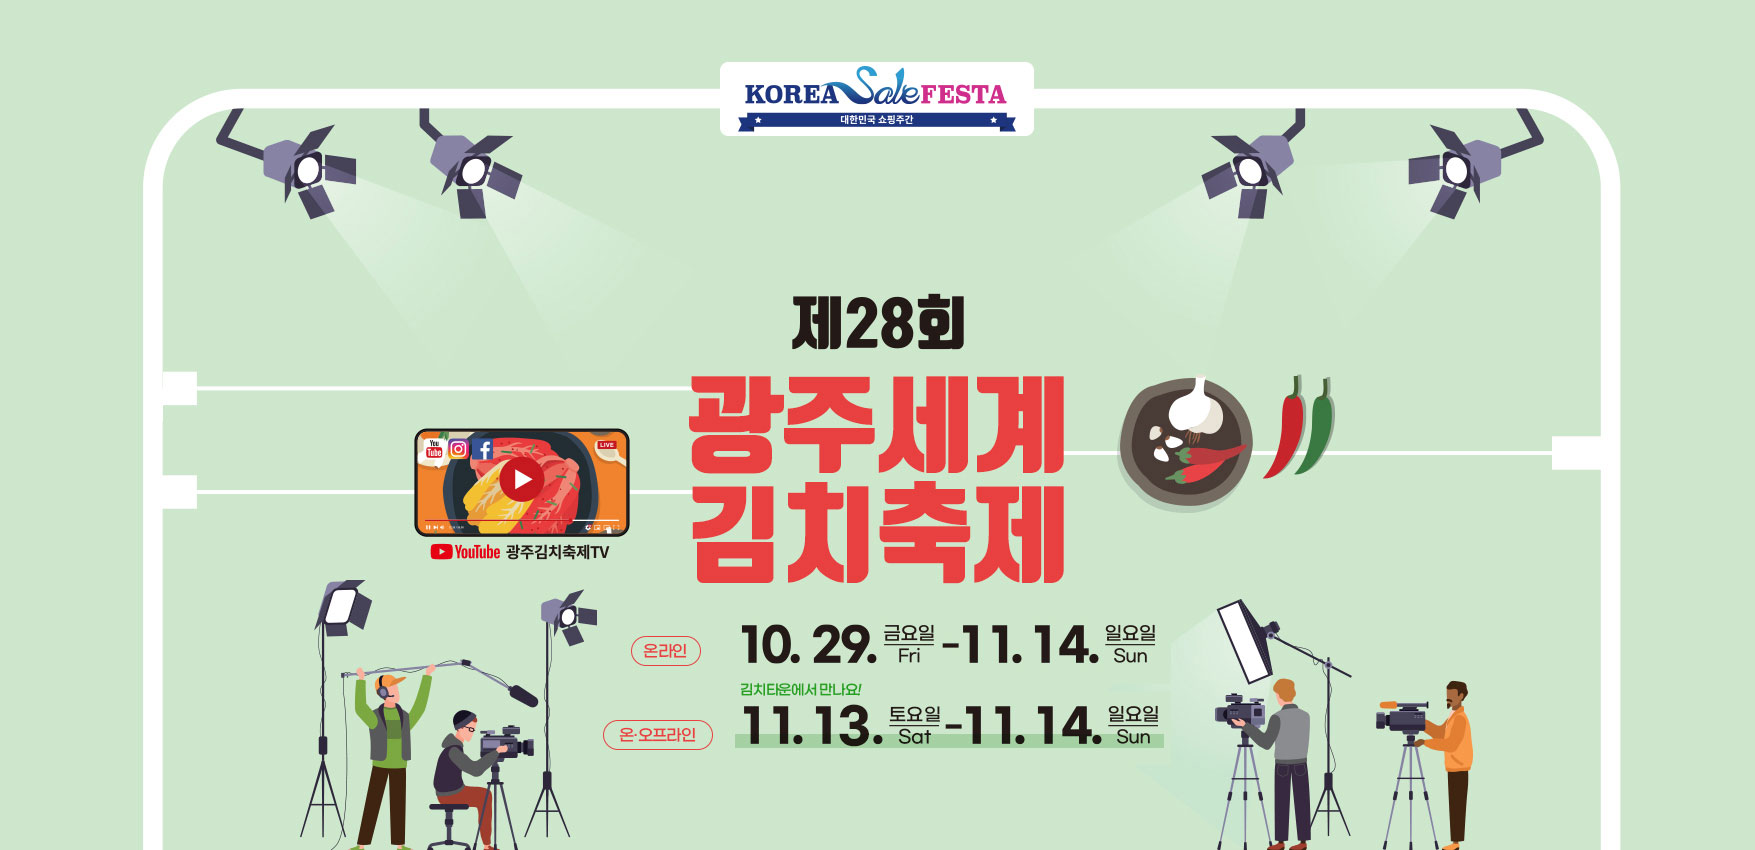 KOREA Sale FESTA
대한민국 쇼핑주간
제28회
광주세계
김치축제
You Tube
LIVE
YouTube 광주김치축제TV
온라인 10. 29. 금요일 Fri - 11. 14. 일요일 Sun
김치타운에서 만나요!
온·오프라인 11. 13. 토요일 Sat - 11. 14. 일요일 Sun